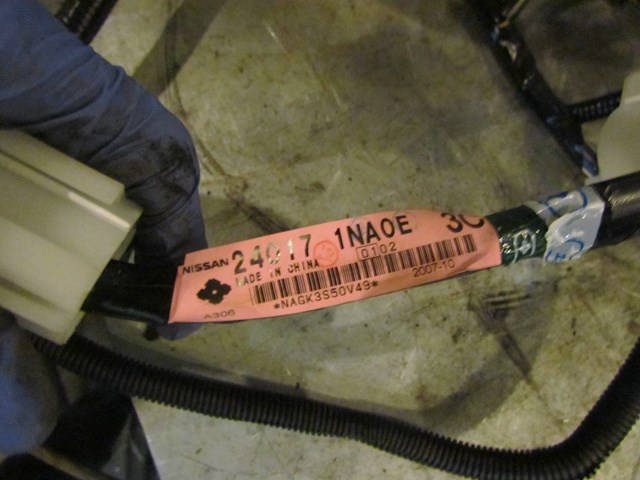 NISSAN 24017 1NA0E 3C
MADE IN CHINA 0102
*NAGK3S50V49* 2007-10
A306